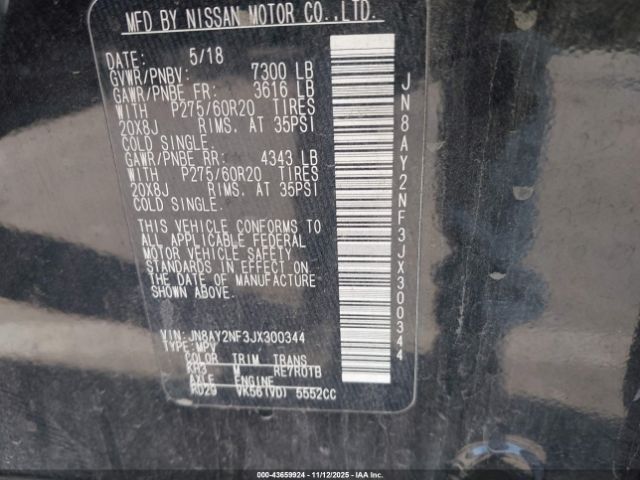 MFD BY NISSAN MOTOR CO.,LTD.
DATE: 5/18
GVWR/PNBV: 7300 LB
GAWR/PNBE FR: 3616 LB
WITH P275/60R20 TIRES
20X8J RIMS. AT 35PSI
COLD SINGLE.
GAWR/PNBE RR: 4343 LB
WITH P275/60R20 TIRES
20X8J RIMS. AT 35PSI
COLD SINGLE.
THIS VEHICLE CONFORMS TO
ALL APPLICABLE FEDERAL
MOTOR VEHICLE SAFETY
STANDARDS IN EFFECT ON
THE DATE OF MANUFACTURE
SHOWN ABOVE.
VIN: JN8AY2NF3JX300344
TYPE: MPV
COLOR TRIM TRANS
KH3 M RE7R01B
AXLE ENGINE
AD29 VK56(VD) 5552CC
JN8AY2NF3JX300344
000-43659924 - 11/12/2025 - IAA Inc.